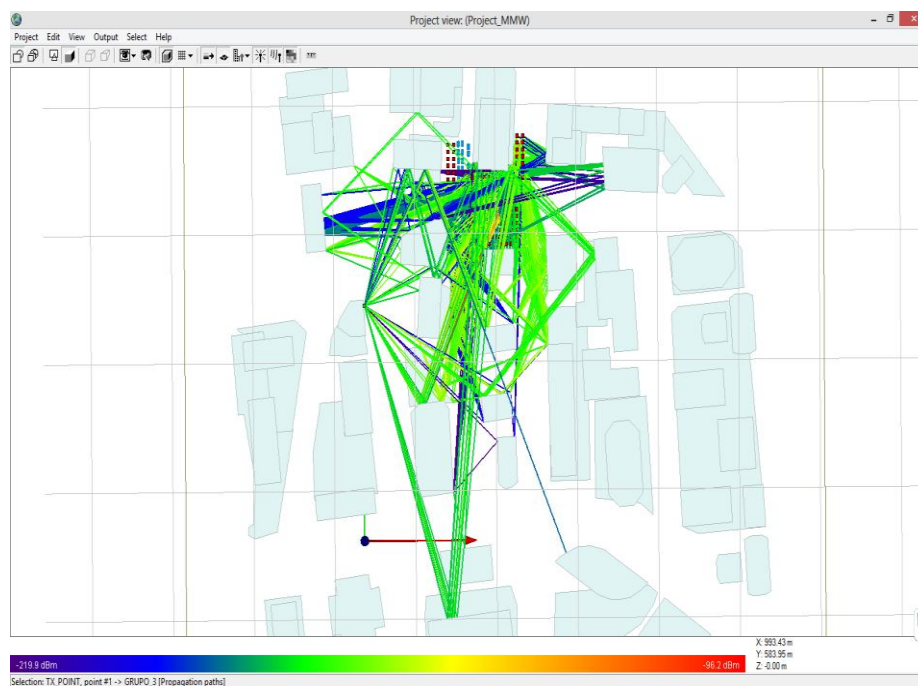 Project view: (Project_MMW)
Project Edit View Output Select Help
-219.9 dBm
-96.2 dBm
X: 993.43 m
Y: 583.95 m
Z: -0.00 m
Selection: TX_POINT, point #1 -> GRUPO_3 [Propagation paths]